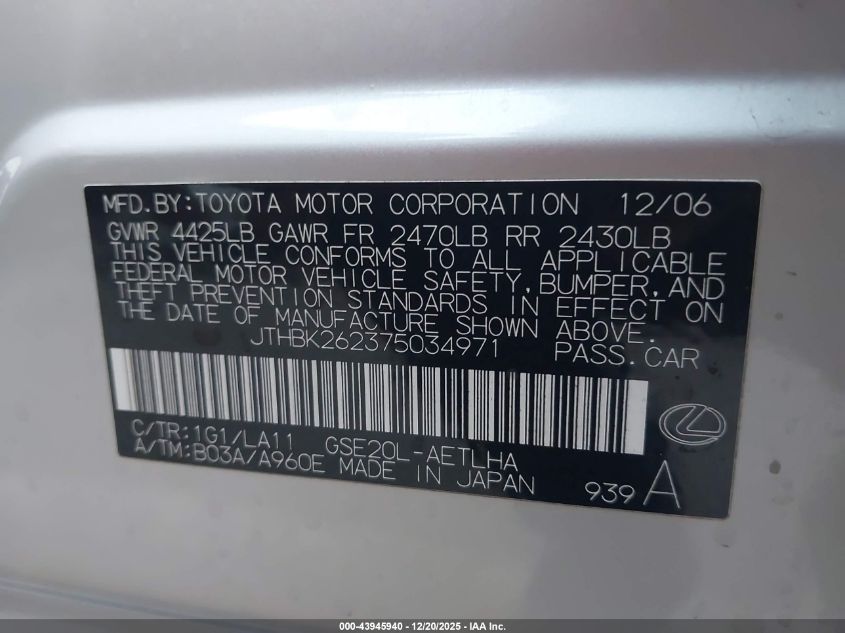 MFD.BY:TOYOTA MOTOR CORPORATION 12/06
GVWR 4425LB GAWR FR 2470LB RR 2430LB
THIS VEHICLE CONFORMS TO ALL APPLICABLE
FEDERAL MOTOR VEHICLE SAFETY, BUMPER, AND
THEFT PREVENTION STANDARDS IN EFFECT ON
THE DATE OF MANUFACTURE SHOWN ABOVE.
JTHBK262375034971 PASS.CAR
C/TR:1G1/LA11 GSE20L-AETLHA
A/TM:B03A/A960E MADE IN JAPAN 939 A
000-43945940 - 12/20/2025 - IAA Inc.